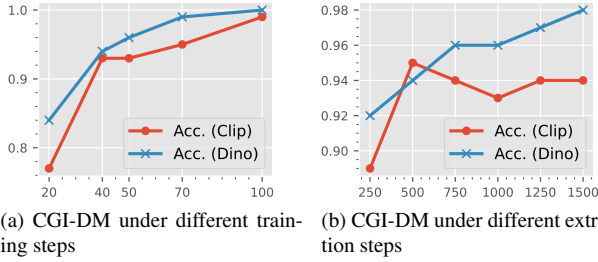 1.0
0.9
0.8
Acc. (Clip)
Acc. (Dino)
20 40 50 70 100
(a) CGI-DM under different train-
ing steps
0.98
0.96
0.94
0.92
0.90
Acc. (Clip)
Acc. (Dino)
250 500 750 1000 1250 1500
(b) CGI-DM under different extr
tion steps